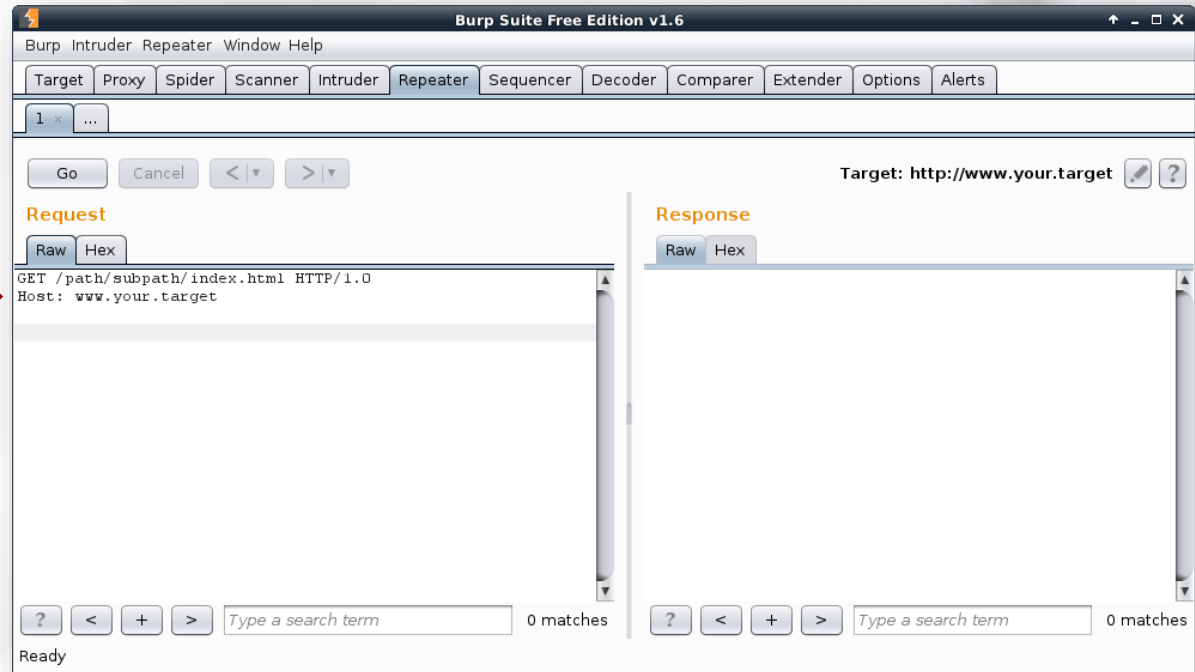 Burp Suite Free Edition v1.6
Burp Intruder Repeater Window Help
Target Proxy Spider Scanner Intruder Repeater Sequencer Decoder Comparer Extender Options Alerts
1 × ...
Go Cancel < > Target: http://www.your.target ?
Request Response
Raw Hex Raw Hex
GET /path/subpath/index.html HTTP/1.0
Host: www.your.target
? < + > Type a search term 0 matches ? < + > Type a search term 0 matches
Ready